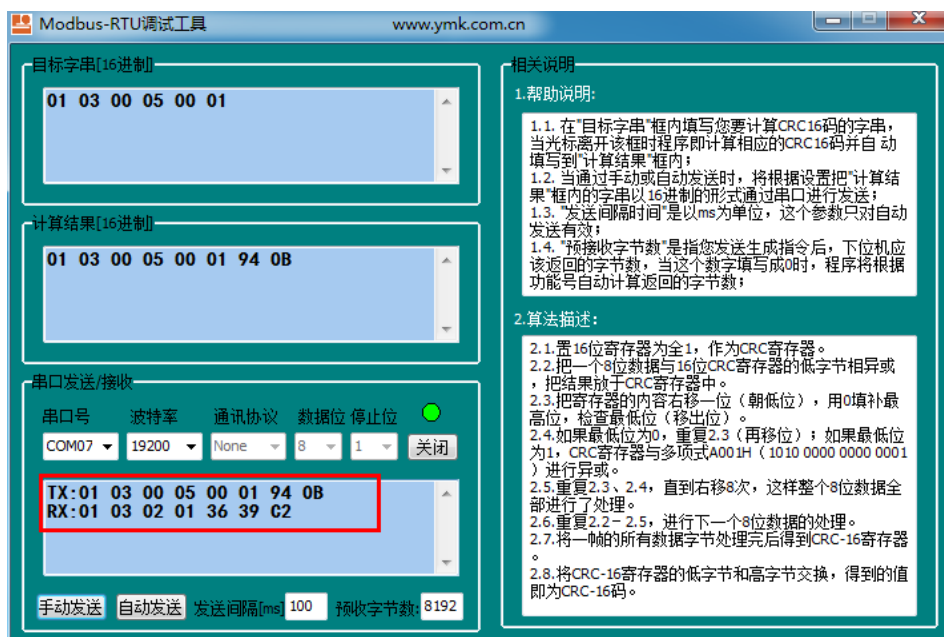 Modbus-RTU调试工具
www.ymk.com.cn
目标字串[16进制]
01 03 00 05 00 01
计算结果[16进制]
01 03 00 05 00 01 94 0B
串口发送/接收
串口号 波特率 通讯协议 数据位 停止位
COM07 19200 None 8 1 关闭
TX:01 03 00 05 00 01 94 0B
RX:01 03 02 01 36 39 C2
手动发送 自动发送 发送间隔[ms] 100 预收字节数: 8192
相关说明
1.帮助说明:
1.1. 在"目标字串"框内填写您要计算CRC16码的字串，
当光标离开该框时程序即计算相应的CRC16码并自 动
填写到"计算结果"框内；
1.2. 当通过手动或自动发送时，将根据设置把"计算结
果"框内的字串以16进制的形式通过串口进行发送；
1.3. "发送间隔时间"是以ms为单位，这个参数只对自动
发送有效；
1.4. "预接收字节数"是指您发送生成指令后，下位机应
该返回的字节数，当这个数字填写成0时，程序将根据
功能号自动计算返回的字节数；
2.算法描述：
2.1.置16位寄存器为全1，作为CRC寄存器。
2.2.把一个8位数据与16位CRC寄存器的低字节相异或
，把结果放于CRC寄存器中。
2.3.把寄存器的内容右移一位（朝低位），用0填补最
高位，检查最低位（移出位）。
2.4.如果最低位为0，重复2.3（再移位）；如果最低位
为1，CRC寄存器与多项式A001H（1010 0000 0000 0001
）进行异或。
2.5.重复2.3、2.4，直到右移8次，这样整个8位数据全
部进行了处理。
2.6.重复2.2－2.5，进行下一个8位数据的处理。
2.7.将一帧的所有数据字节处理完后得到CRC-16寄存器
。
2.8.将CRC-16寄存器的低字节和高字节交换，得到的值
即为CRC-16码。